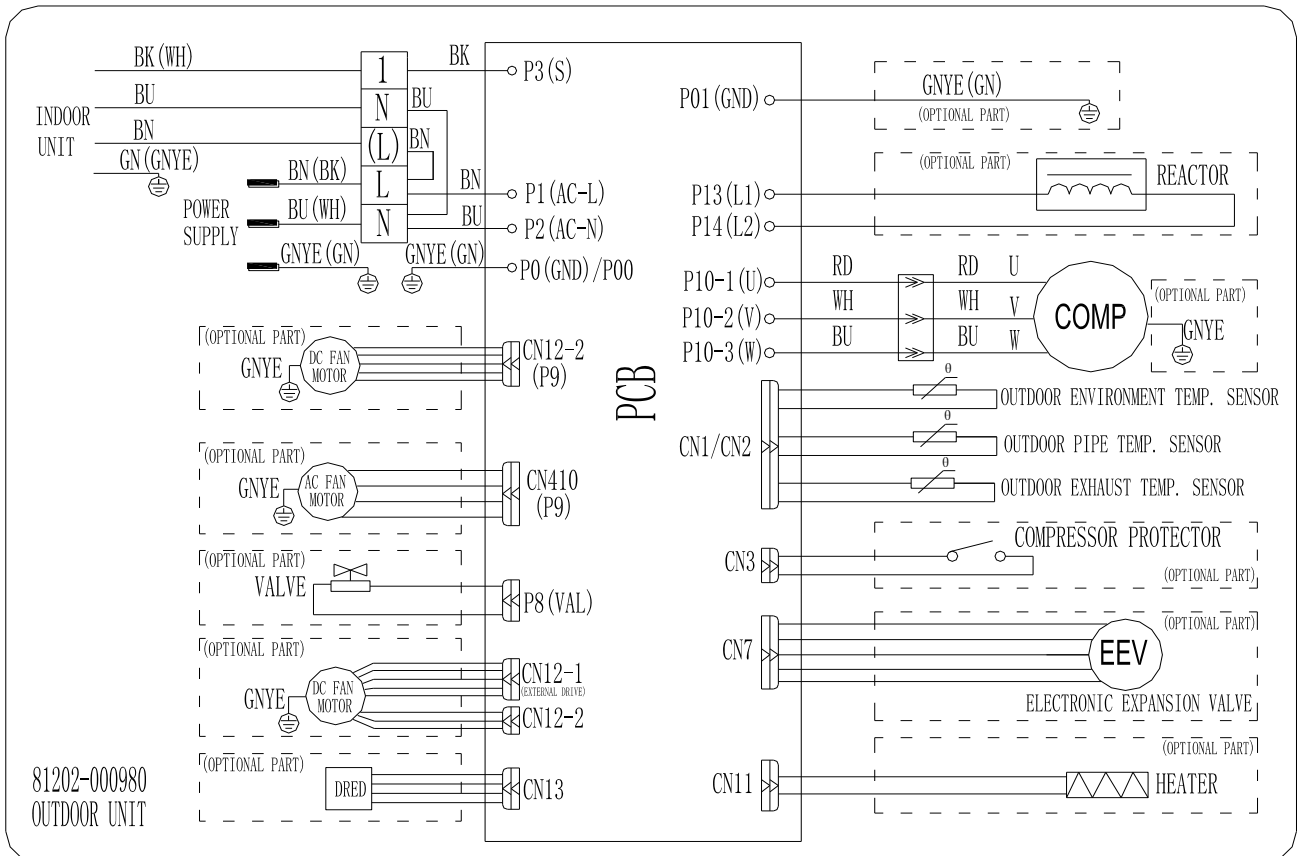 BK(WH)
BU
INDOOR
UNIT
BN
GN(GNYE)
1
N
(L)
L
N
BK
BU
BN
BN
BU
P3(S)
P1(AC-L)
P2(AC-N)
P0(GND)/P00
POWER
SUPPLY
BN(BK)
BU(WH)
GNYE(GN)
GNYE(GN)
(OPTIONAL PART)
GNYE
DC FAN
MOTOR
CN12-2
(P9)
(OPTIONAL PART)
GNYE
AC FAN
MOTOR
CN410
(P9)
(OPTIONAL PART)
VALVE
P8(VAL)
(OPTIONAL PART)
GNYE
DC FAN
MOTOR
CN12-1
(EXTERNAL DRIVE)
CN12-2
(OPTIONAL PART)
DRED
CN13
81202-000980
OUTDOOR UNIT
PCB
P01(GND)
GNYE(GN)
(OPTIONAL PART)
(OPTIONAL PART)
REACTOR
P13(L1)
P14(L2)
P10-1(U)
P10-2(V)
P10-3(W)
RD
WH
BU
RD
WH
BU
U
V
W
COMP
(OPTIONAL PART)
GNYE
CN1/CN2
θ
OUTDOOR ENVIRONMENT TEMP. SENSOR
θ
OUTDOOR PIPE TEMP. SENSOR
θ
OUTDOOR EXHAUST TEMP. SENSOR
CN3
COMPRESSOR PROTECTOR
(OPTIONAL PART)
CN7
(OPTIONAL PART)
EEV
ELECTRONIC EXPANSION VALVE
(OPTIONAL PART)
CN11
HEATER